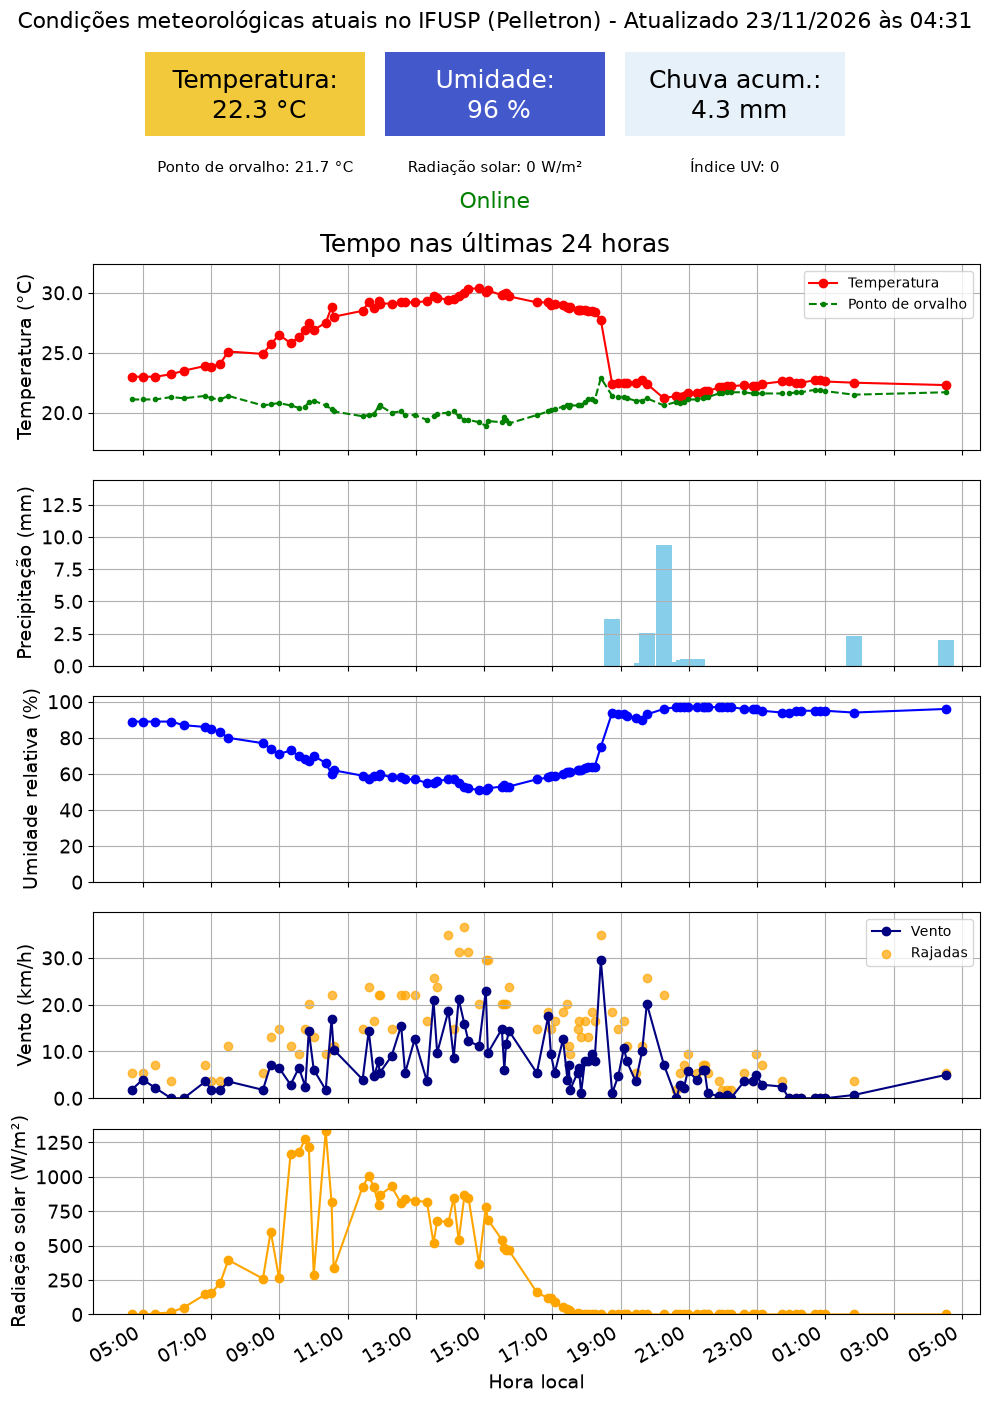 Condições meteorológicas atuais no IFUSP (Pelletron) - Atualizado 23/11/2026 às 04:31
Temperatura:
22.3 °C
Umidade:
96 %
Chuva acum.:
4.3 mm
Ponto de orvalho: 21.7 °C
Radiação solar: 0 W/m²
Índice UV: 0
Online
Tempo nas últimas 24 horas
Temperatura (°C)
30.0
25.0
20.0
Temperatura
Ponto de orvalho
Precipitação (mm)
12.5
10.0
7.5
5.0
2.5
0.0
Umidade relativa (%)
100
80
60
40
20
0
Vento (km/h)
30.0
20.0
10.0
0.0
Vento
Rajadas
Radiação solar (W/m²)
1250
1000
750
500
250
0
05:00
07:00
09:00
11:00
13:00
15:00
17:00
19:00
21:00
23:00
01:00
03:00
05:00
Hora local